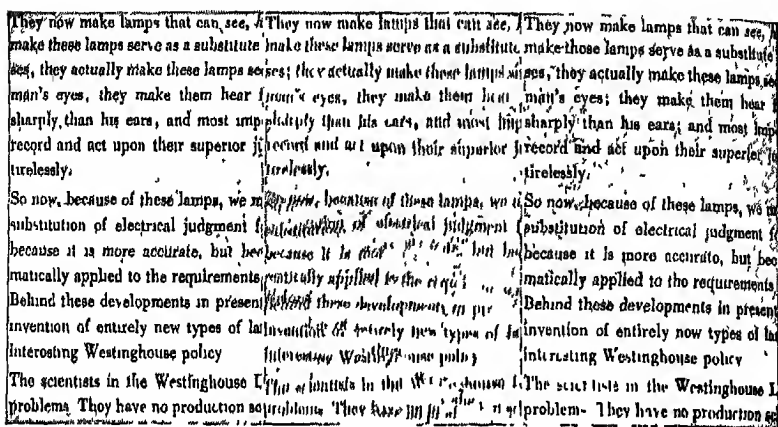 They now make lamps that can see,
make these lamps serve as a substitute
ses, they actually make these lamps
man's eyes, they make them hear
sharply than his ears, and most imp
record and act upon their superior
tirelessly.
So now, because of these lamps, we m
substitution of electrical judgment f
because it is more accurate, but bec
matically applied to the requirements
Behind these developments in present
invention of entirely new types of la
interesting Westinghouse policy
The scientists in the Westinghouse L
problems They have no production
They now make lamps that can see,
make these lamps serve as a substitute
ses; they actually make these lamps
eyes, they make them
than his ears, and most imp
record and act upon their superior
tirelessly.
because of these lamps, we
of electrical judgment
because it is but
applied to the
these developments in
invention of entirely new types of
interesting
scientists in the
problems They have
They now make lamps that can see,
make those lamps serve as a substitute
ses, they actually make these lamps
man's eyes; they make them hear
sharply than his ears; and most imp
record and act upon their superior
tirelessly.
So now, because of these lamps, we m
substitution of electrical judgment f
because it is more accurate, but bec
matically applied to the requirements
Behind these developments in present
invention of entirely now types of la
interesting Westinghouse policy
The scientists in the Westinghouse L
problem- They have no production